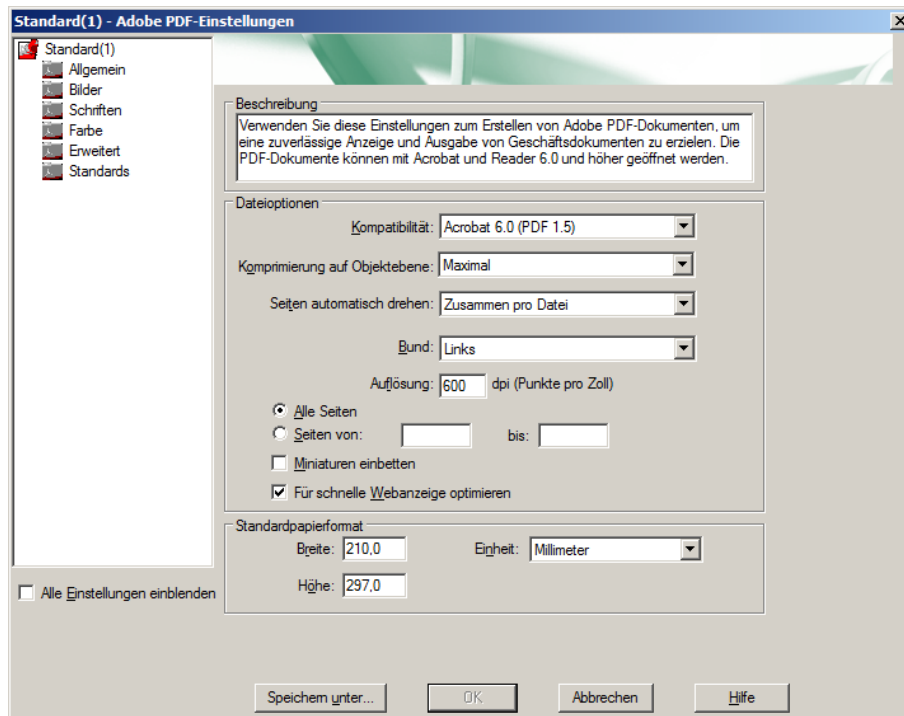 Standard(1) - Adobe PDF-Einstellungen
Standard(1)
Allgemein
Bilder
Schriften
Farbe
Erweitert
Standards
Alle Einstellungen einblenden
Beschreibung
Verwenden Sie diese Einstellungen zum Erstellen von Adobe PDF-Dokumenten, um
eine zuverlässige Anzeige und Ausgabe von Geschäftsdokumenten zu erzielen. Die
PDF-Dokumente können mit Acrobat und Reader 6.0 und höher geöffnet werden.
Dateioptionen
Kompatibilität: Acrobat 6.0 (PDF 1.5)
Komprimierung auf Objektebene: Maximal
Seiten automatisch drehen: Zusammen pro Datei
Bund: Links
Auflösung: 600 dpi (Punkte pro Zoll)
Alle Seiten
Seiten von: bis:
Miniaturen einbetten
Für schnelle Webanzeige optimieren
Standardpapierformat
Breite: 210,0 Einheit: Millimeter
Höhe: 297,0
Speichern unter... OK Abbrechen Hilfe